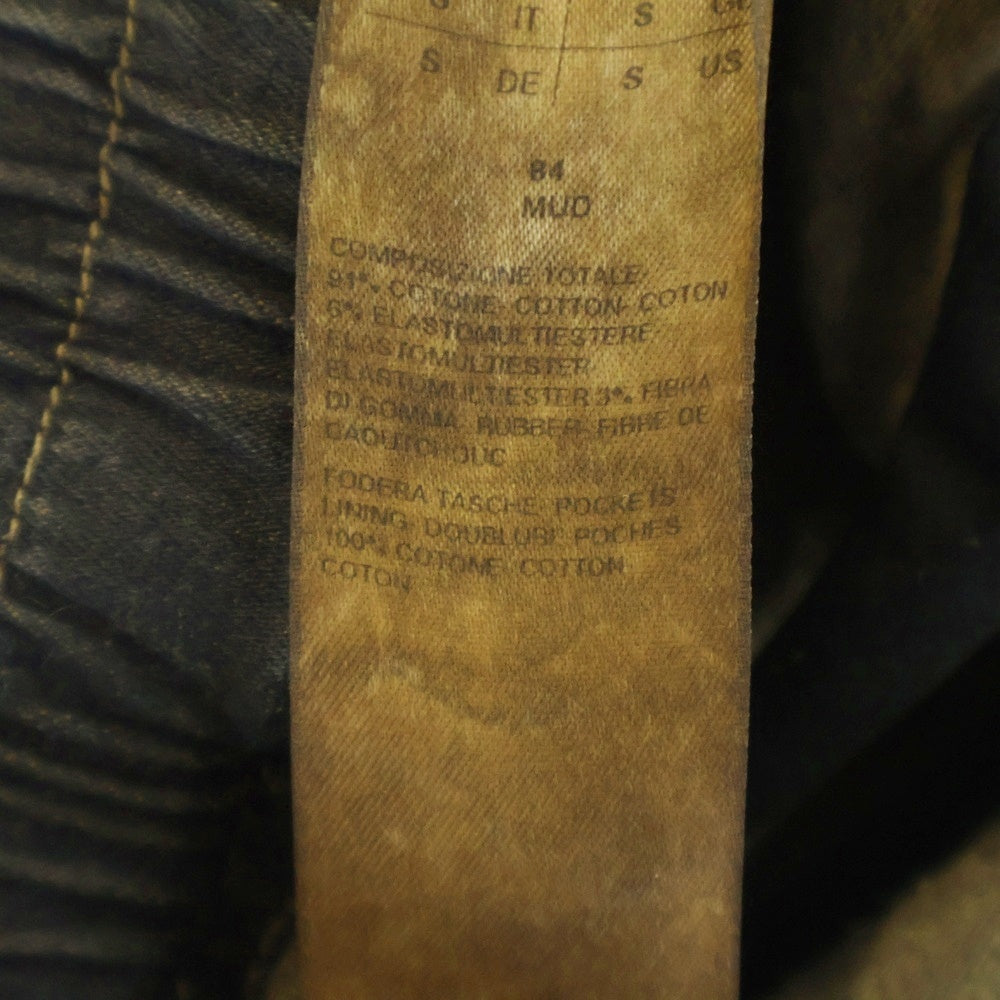 G IT S GB
S DE S US
84
MUD
COMPOSIZIONE TOTALE
91% COTONE COTTON COTON
6% ELASTOMULTIESTERE
ELASTOMULTIESTER
ELASTOMULTIESTER 3% FIBRA
DI GOMMA RUBBER FIBRE DE
CAOUTCHOUC
FODERA TASCHE POCKETS
LINING DOUBLURE POCHES
100% COTONE COTTON
COTON